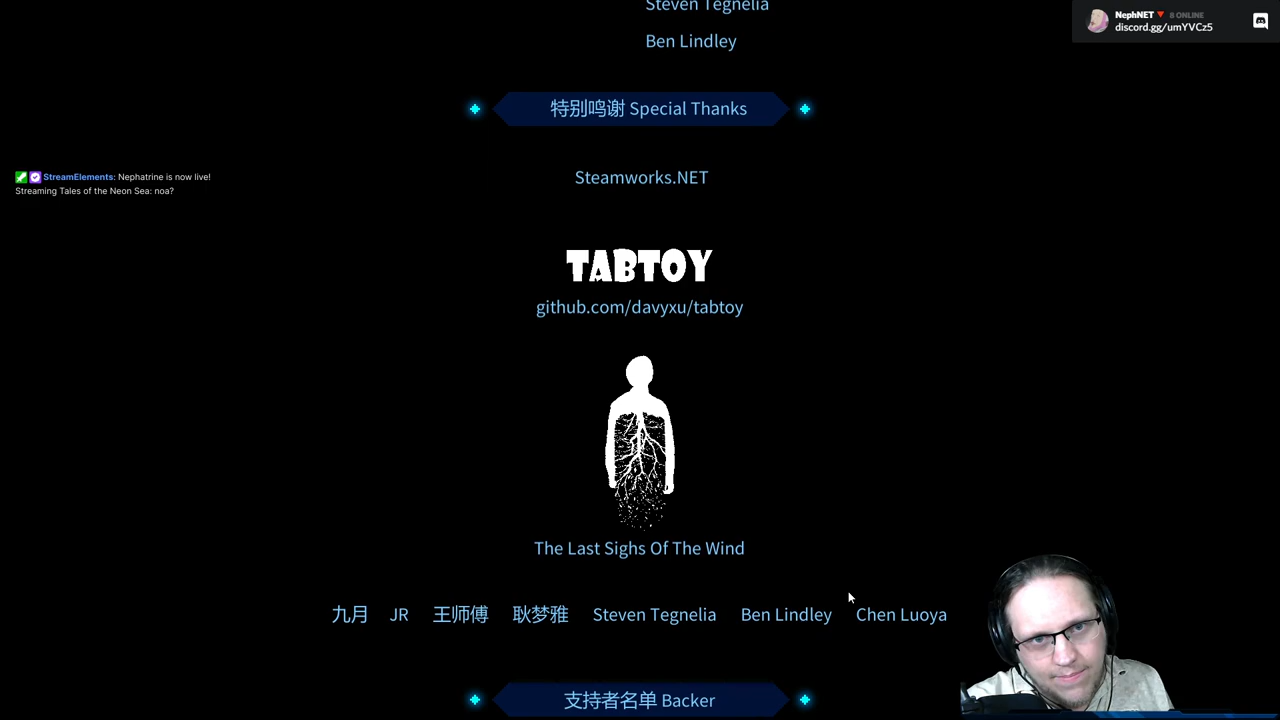 Steven Tegnelia
NephNET 8 ONLINE
discord.gg/umYVCz5
Ben Lindley
特别鸣谢 Special Thanks
StreamElements: Nephatrine is now live!
Streaming Tales of the Neon Sea: noa?
Steamworks.NET
TABTOY
github.com/davyxu/tabtoy
The Last Sighs Of The Wind
九月 JR 王师傅 耿梦雅 Steven Tegnelia Ben Lindley Chen Luoya
支持者名单 Backer